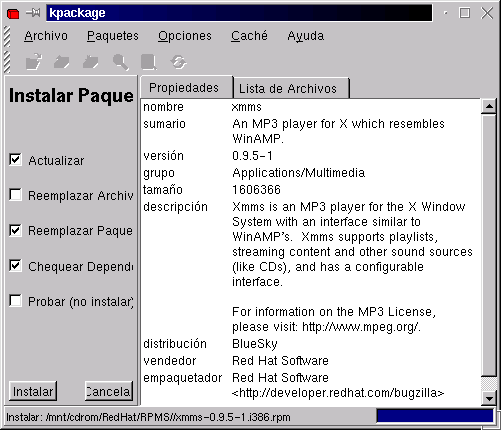 kpackage
Archivo Paquetes Opciones Caché Ayuda
Instalar Paque
Actualizar
Reemplazar Archiv
Reemplazar Paque
Chequear Depend
Probar (no instalar)
Instalar Cancela
Propiedades Lista de Archivos
nombre xmms
sumario An MP3 player for X which resembles
WinAMP.
versión 0.9.5-1
grupo Applications/Multimedia
tamaño 1606366
descripción Xmms is an MP3 player for the X Window
System with an interface similar to
WinAMP's. Xmms supports playlists,
streaming content and other sound sources
(like CDs), and has a configurable
interface.
For information on the MP3 License,
please visit: http://www.mpeg.org/.
distribución BlueSky
vendedor Red Hat Software
empaquetador Red Hat Software
<http://developer.redhat.com/bugzilla>
Instalar: /mnt/cdrom/RedHat/RPMS//xmms-0.9.5-1.i386.rpm